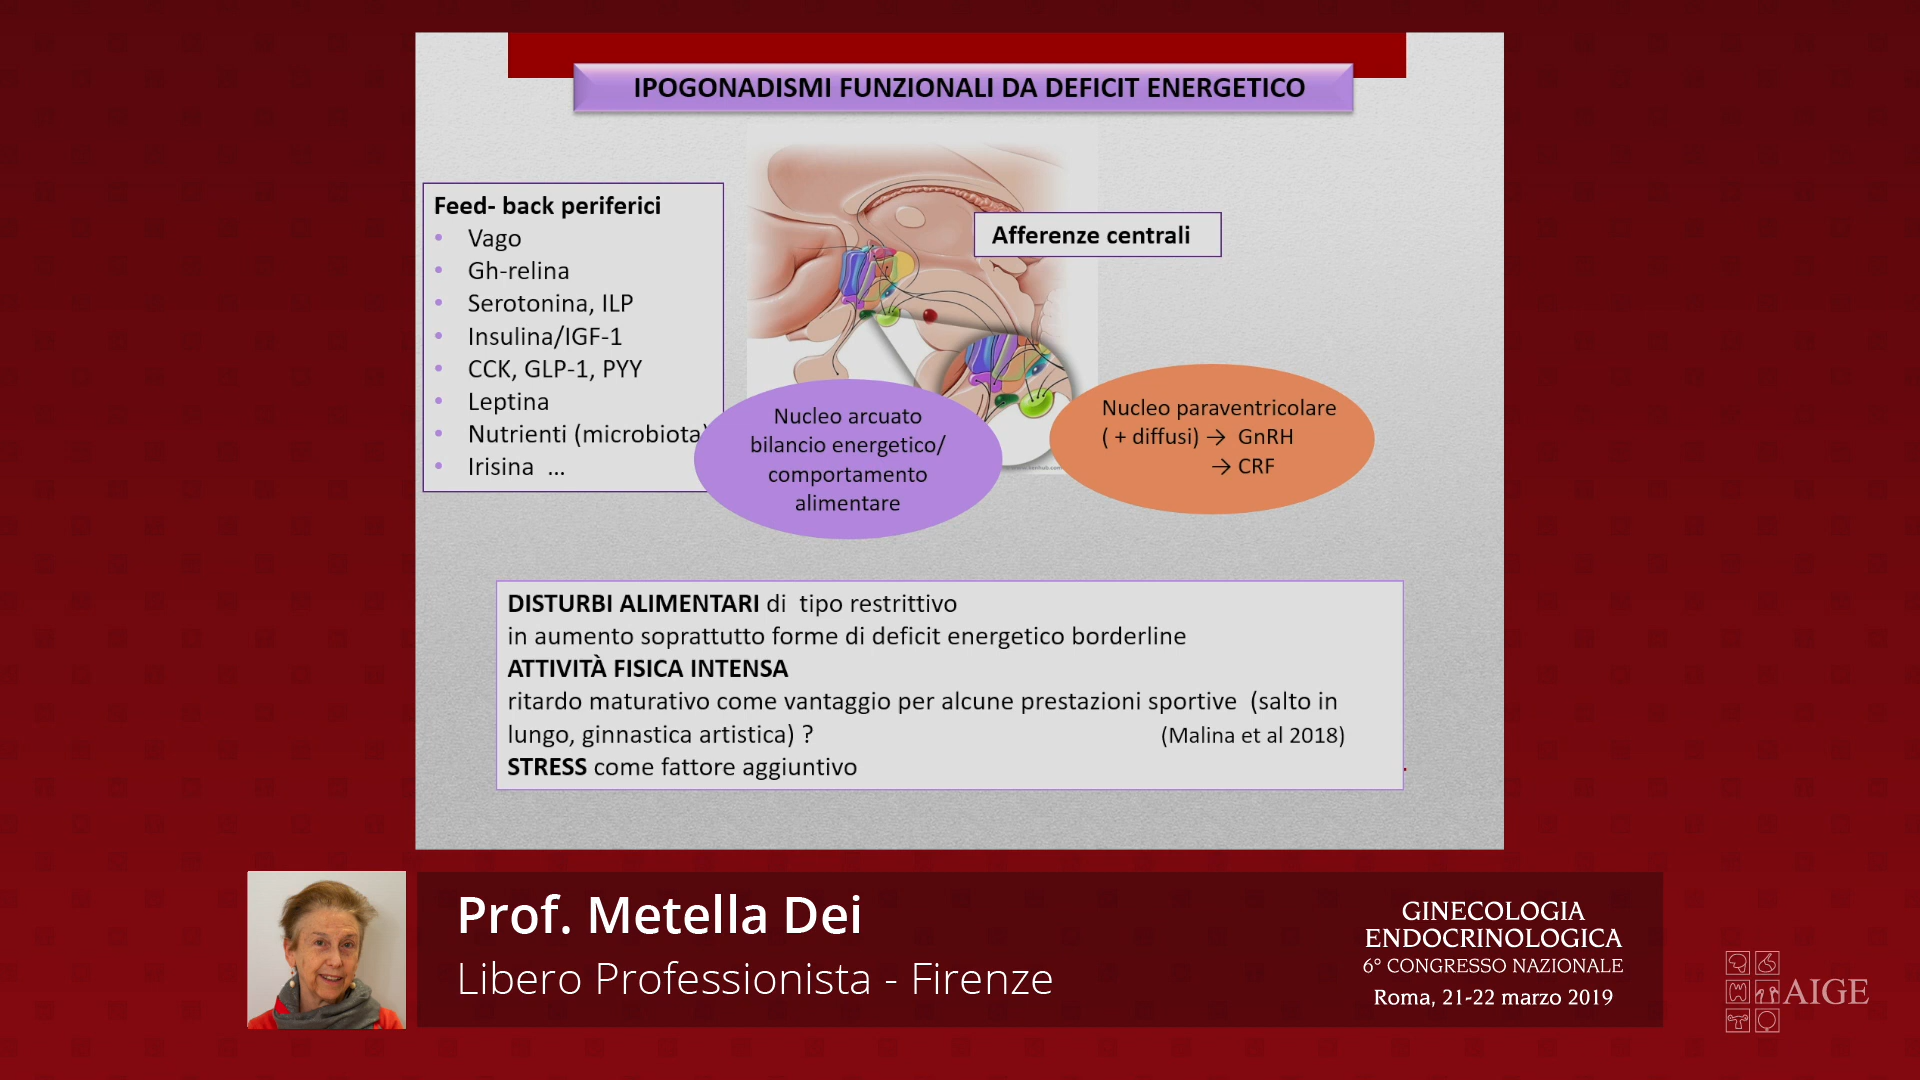 IPOGONADISMI FUNZIONALI DA DEFICIT ENERGETICO
Feed- back periferici
• Vago
• Gh-relina
• Serotonina, ILP
• Insulina/IGF-1
• CCK, GLP-1, PYY
• Leptina
• Nutrienti (microbiota)
• Irisina ...
Afferenze centrali
Nucleo arcuato
bilancio energetico/
comportamento
alimentare
Nucleo paraventricolare
( + diffusi) → GnRH
→ CRF
DISTURBI ALIMENTARI di tipo restrittivo
in aumento soprattutto forme di deficit energetico borderline
ATTIVITÀ FISICA INTENSA
ritardo maturativo come vantaggio per alcune prestazioni sportive (salto in
lungo, ginnastica artistica) ? (Malina et al 2018)
STRESS come fattore aggiuntivo
Prof. Metella Dei
Libero Professionista - Firenze
GINECOLOGIA
ENDOCRINOLOGICA
6° CONGRESSO NAZIONALE
Roma, 21-22 marzo 2019
AIGE